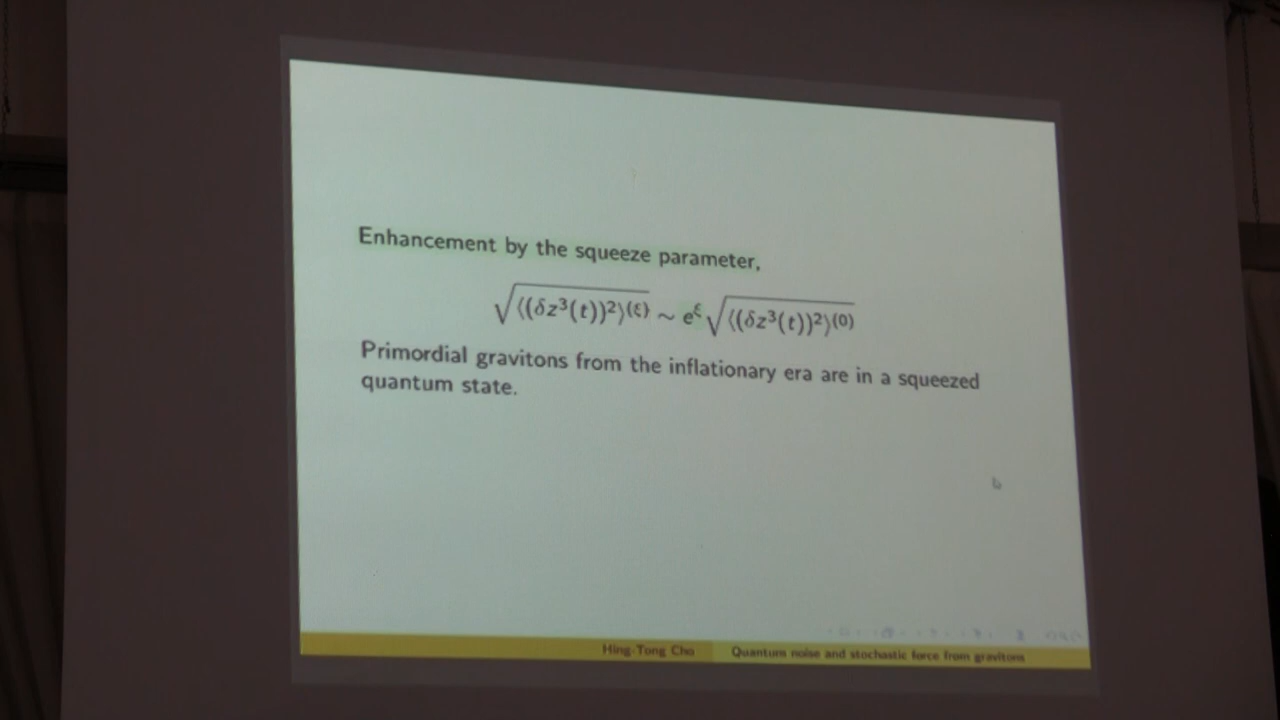 Enhancement by the squeeze parameter,
√⟨(δz³(t))²⟩⁽ξ⁾ ∼ e^ξ √⟨(δz³(t))²⟩⁽⁰⁾
Primordial gravitons from the inflationary era are in a squeezed
quantum state.
Hing-Tong Cho Quantum noise and stochastic force from gravitons